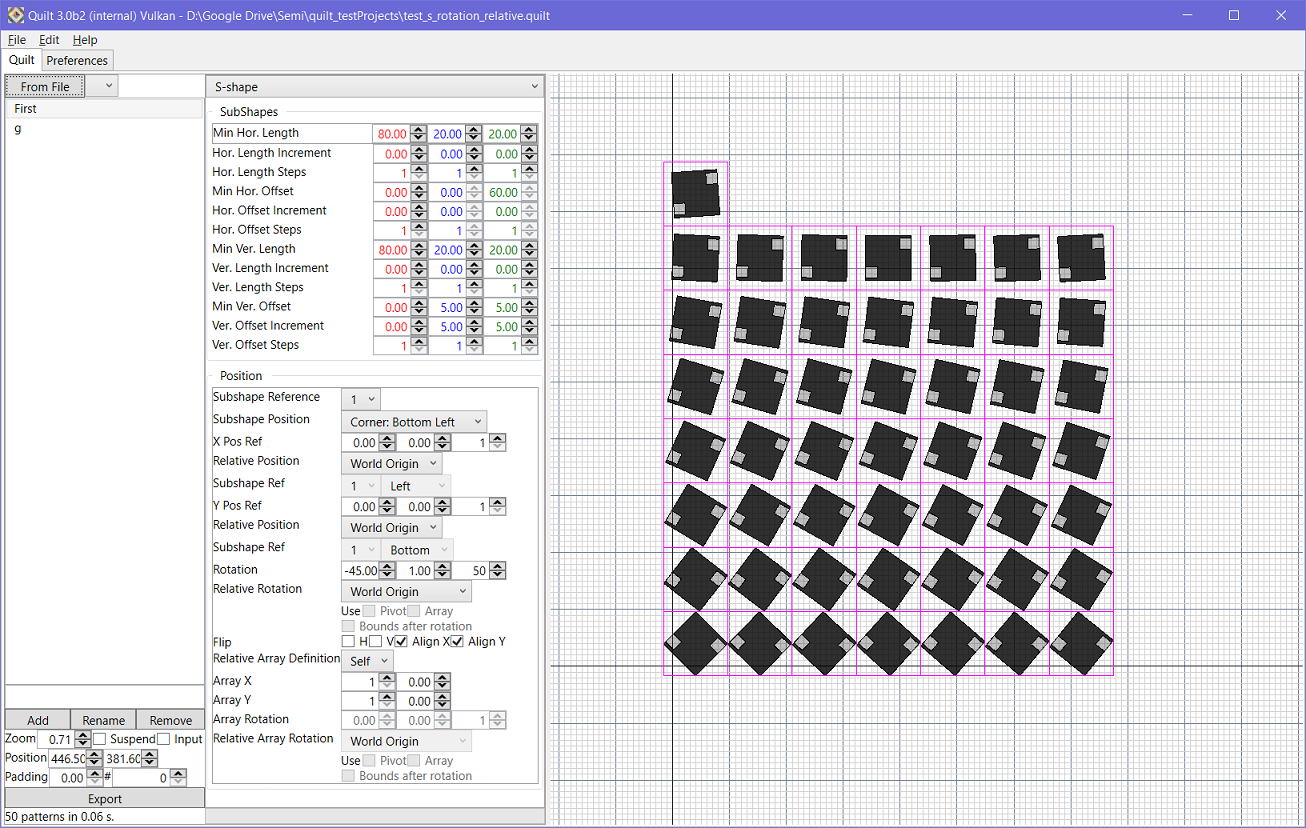 Quilt 3.0b2 (internal) Vulkan - D:\Google Drive\Semi\quilt_testProjects\test_s_rotation_relative.quilt
File Edit Help
Quilt Preferences
From File
First
g
S-shape
SubShapes
Min Hor. Length 80.00 20.00 20.00
Hor. Length Increment 0.00 0.00 0.00
Hor. Length Steps 1 1 1
Min Hor. Offset 0.00 0.00 60.00
Hor. Offset Increment 0.00 0.00 0.00
Hor. Offset Steps 1 1 1
Min Ver. Length 80.00 20.00 20.00
Ver. Length Increment 0.00 0.00 0.00
Ver. Length Steps 1 1 1
Min Ver. Offset 0.00 5.00 5.00
Ver. Offset Increment 0.00 5.00 5.00
Ver. Offset Steps 1 1 1
Position
Subshape Reference 1
Subshape Position Corner: Bottom Left
X Pos Ref 0.00 0.00 1
Relative Position World Origin
Subshape Ref 1 Left
Y Pos Ref 0.00 0.00 1
Relative Position World Origin
Subshape Ref 1 Bottom
Rotation -45.00 1.00 50
Relative Rotation World Origin
Use Pivot Array
Bounds after rotation
Flip H V Align X Align Y
Relative Array Definition Self
Array X 1 0.00
Array Y 1 0.00
Array Rotation 0.00 0.00 1
Relative Array Rotation World Origin
Use Pivot Array
Bounds after rotation
Add Rename Remove
Zoom 0.71 Suspend Input
Position 446.50 381.60
Padding 0.00 # 0
Export
50 patterns in 0.06 s.